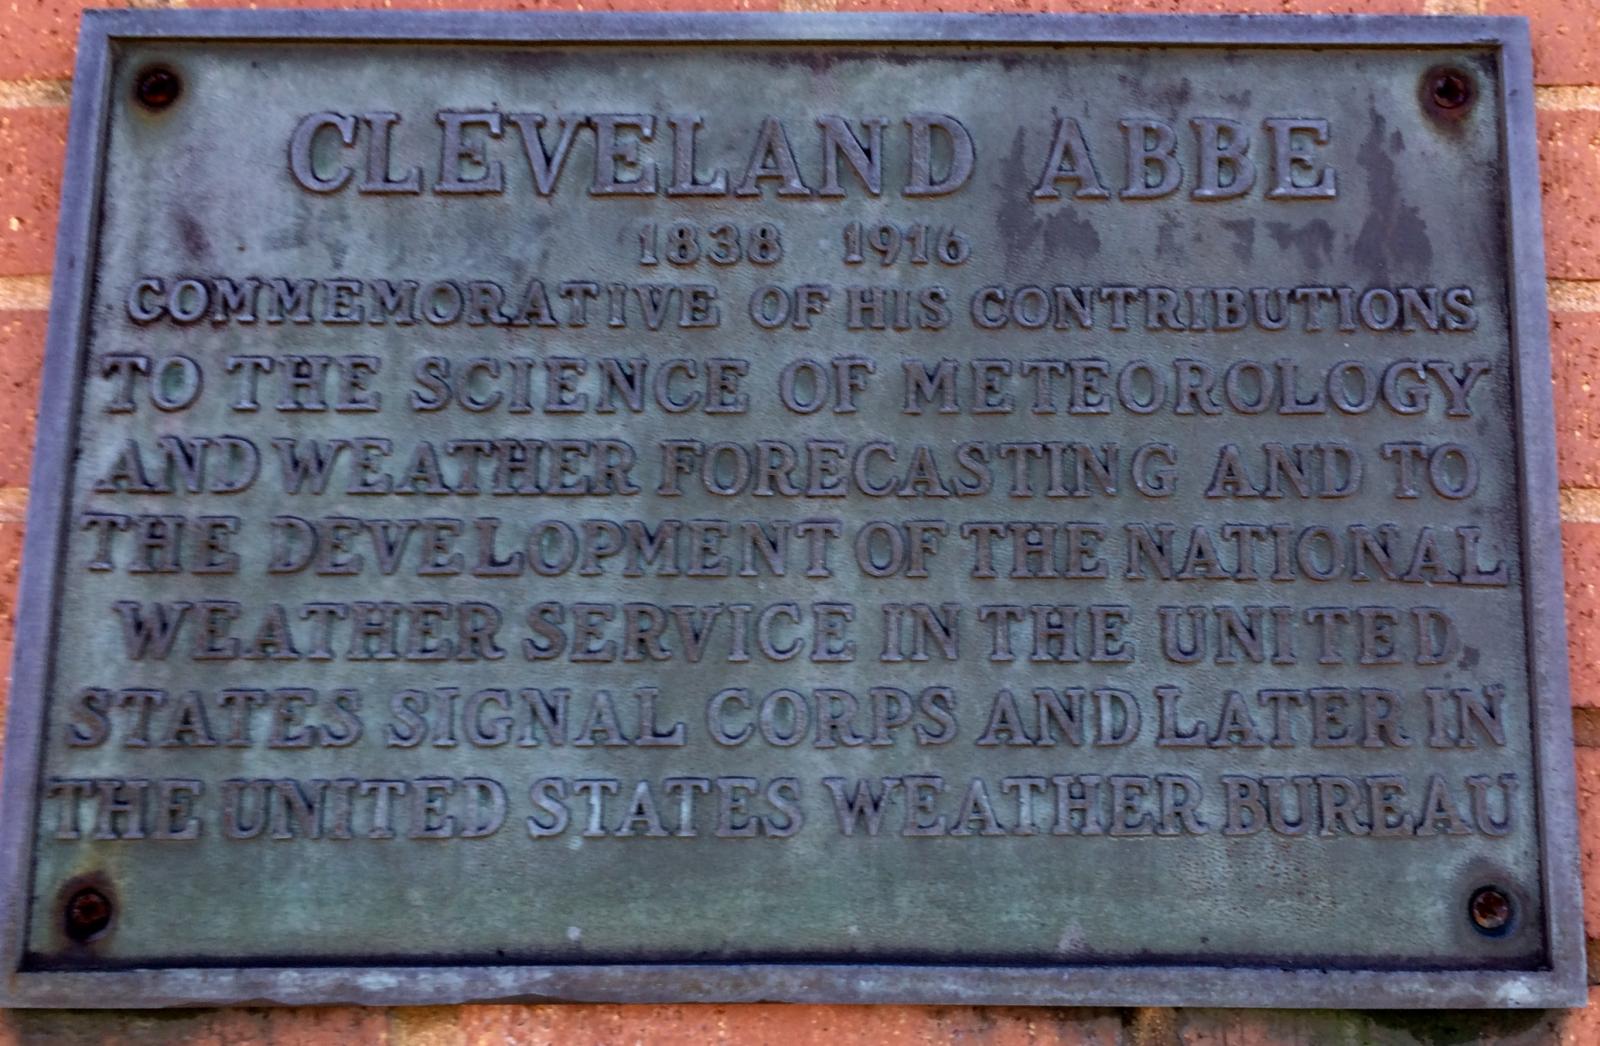 CLEVELAND ABBE
1838 1916
COMMEMORATIVE OF HIS CONTRIBUTIONS
TO THE SCIENCE OF METEOROLOGY
AND WEATHER FORECASTING AND TO
THE DEVELOPMENT OF THE NATIONAL
WEATHER SERVICE IN THE UNITED
STATES SIGNAL CORPS AND LATER IN
THE UNITED STATES WEATHER BUREAU